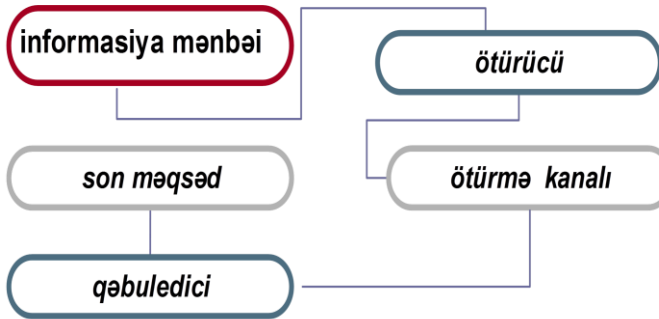 informasiya mənbəi
ötürücü
son məqsəd
ötürmə kanalı
qəbuledici